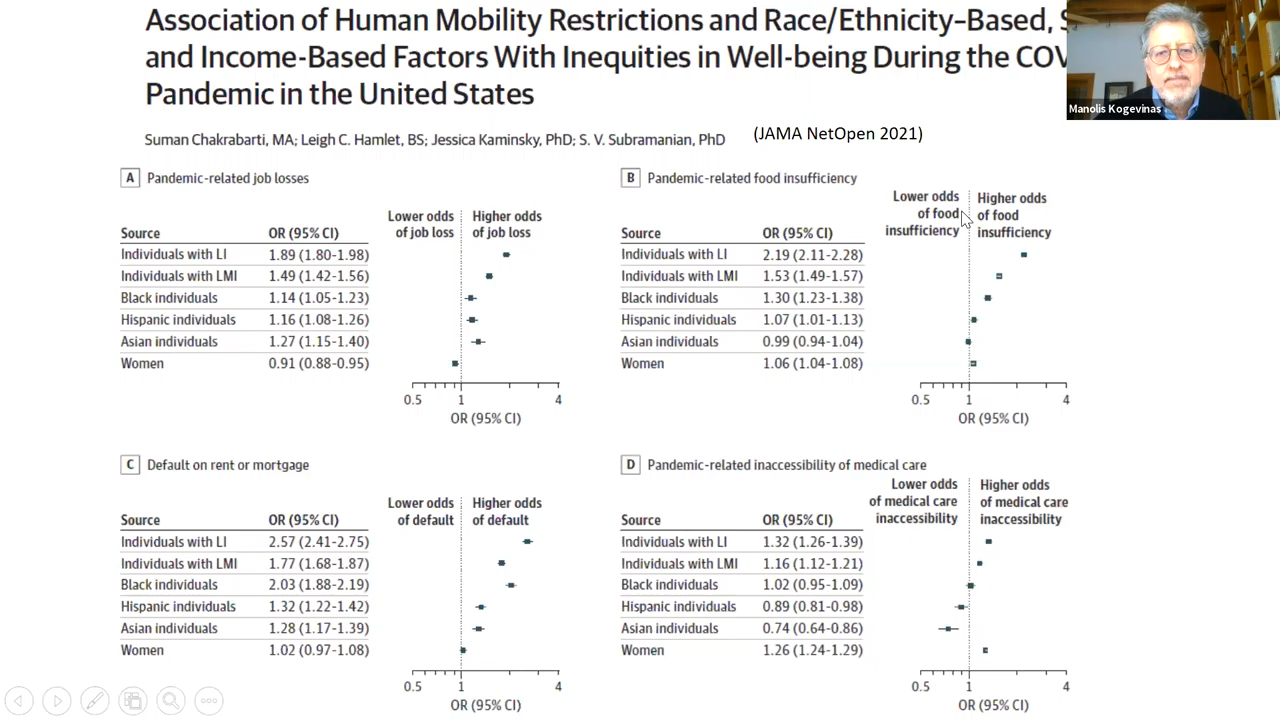 Association of Human Mobility Restrictions and Race/Ethnicity–Based,
and Income-Based Factors With Inequities in Well-being During the
Pandemic in the United States
Manolis Kogevinas
Suman Chakrabarti, MA; Leigh C. Hamlet, BS; Jessica Kaminsky, PhD; S. V. Subramanian, PhD
(JAMA NetOpen 2021)
A Pandemic-related job losses
Lower odds of job loss
Higher odds of job loss
Source OR (95% CI)
Individuals with LI 1.89 (1.80-1.98)
Individuals with LMI 1.49 (1.42-1.56)
Black individuals 1.14 (1.05-1.23)
Hispanic individuals 1.16 (1.08-1.26)
Asian individuals 1.27 (1.15-1.40)
Women 0.91 (0.88-0.95)
0.5 1 4
OR (95% CI)
B Pandemic-related food insufficiency
Lower odds of food insufficiency
Higher odds of food insufficiency
Source OR (95% CI)
Individuals with LI 2.19 (2.11-2.28)
Individuals with LMI 1.53 (1.49-1.57)
Black individuals 1.30 (1.23-1.38)
Hispanic individuals 1.07 (1.01-1.13)
Asian individuals 0.99 (0.94-1.04)
Women 1.06 (1.04-1.08)
0.5 1 4
OR (95% CI)
C Default on rent or mortgage
Lower odds of default
Higher odds of default
Source OR (95% CI)
Individuals with LI 2.57 (2.41-2.75)
Individuals with LMI 1.77 (1.68-1.87)
Black individuals 2.03 (1.88-2.19)
Hispanic individuals 1.32 (1.22-1.42)
Asian individuals 1.28 (1.17-1.39)
Women 1.02 (0.97-1.08)
0.5 1 4
OR (95% CI)
D Pandemic-related inaccessibility of medical care
Lower odds of medical care inaccessibility
Higher odds of medical care inaccessibility
Source OR (95% CI)
Individuals with LI 1.32 (1.26-1.39)
Individuals with LMI 1.16 (1.12-1.21)
Black individuals 1.02 (0.95-1.09)
Hispanic individuals 0.89 (0.81-0.98)
Asian individuals 0.74 (0.64-0.86)
Women 1.26 (1.24-1.29)
0.5 1 4
OR (95% CI)